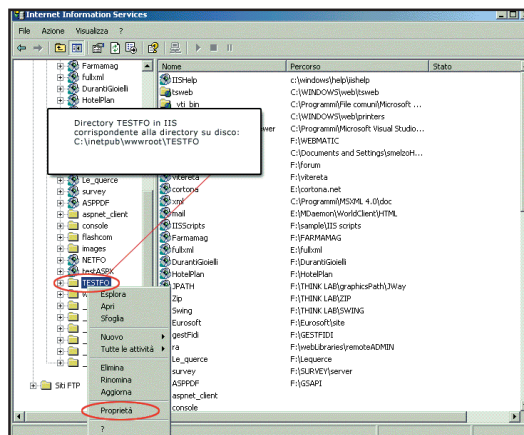 Internet Information Services
File Azione Visualizza ?
Farmamag
fullxml
DurantiGioielli
HotelPlan
Le_querce
survey
ASPPDF
aspnet_client
console
flashcom
images
NETFO
testASPX
TESTFO
Siti FTP
Directory TESTFO in IIS
corrispondente alla directory su disco:
C:\inetpub\wwwroot\TESTFO
Esplora
Apri
Sfoglia
Nuovo
Tutte le attività
Elimina
Rinomina
Aggiorna
Proprietà
?
Nome Percorso Stato
IISHelp c:\windows\help\iishelp
tsweb C:\WINDOWS\web\tsweb
_vti_bin C:\Programmi\File comuni\Microsoft ...
C:\WINDOWS\web\printers
wer C:\Programmi\Microsoft Visual Studio...
F:\WEBMATIC
C:\Documents and Settings\smelzoH...
F:\forum
vitereta F:\vitereta
cortona E:\cortona.net
xml C:\Programmi\MSXML 4.0\doc
mail E:\MDaemon\WorldClient\HTML
IISScripts F:\sample\IIS scripts
Farmamag F:\FARMAMAG
fullxml E:\fullxml
DurantiGioielli F:\DurantiGioielli
HotelPlan F:\HotelPlan
JPATH F:\THINK LAB\graphicsPath\JWay
Zip F:\THINK LAB\ZIP
Swing F:\THINK LAB\SWING
Eurosoft F:\Eurosoft\site
gestFidi F:\GESTFIDI
ra F:\webLibraries\remoteADMIN
Le_querce F:\Lequerce
survey F:\SURVEY\server
ASPPDF F:\GSAPI
aspnet_client
console